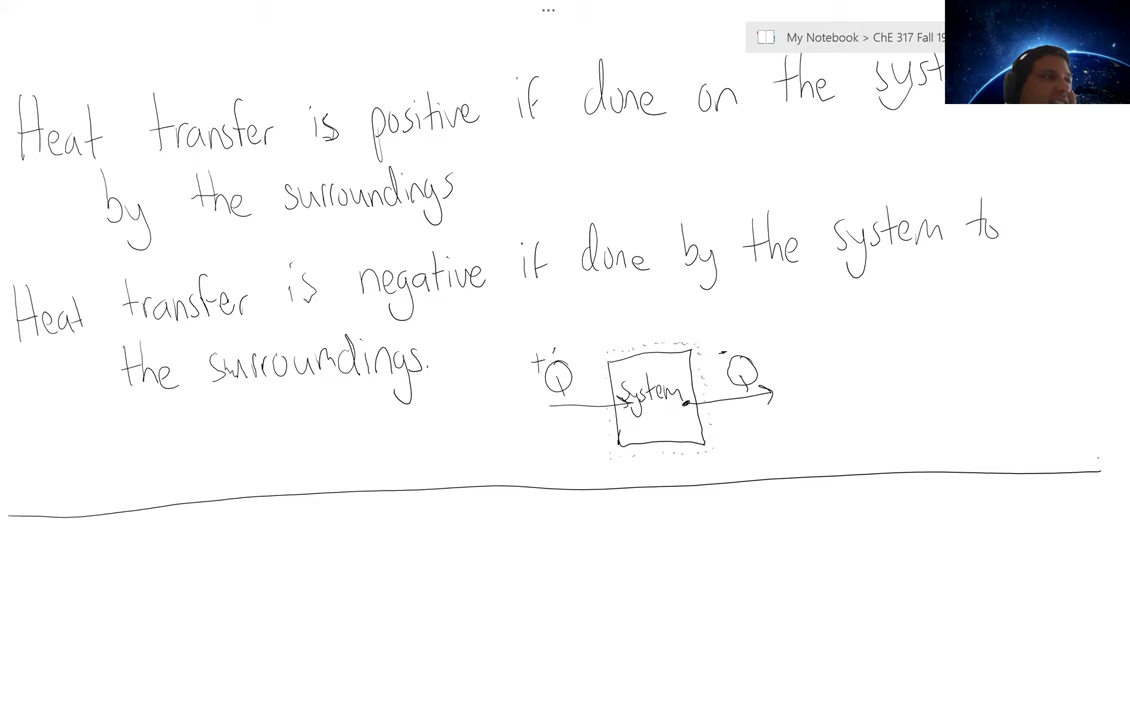 My Notebook > ChE 317 Fall 19
Heat transfer is positive if done on the syst
by the surroundings
Heat transfer is negative if done by the system to
the surroundings.
+Q̇
system
-Q